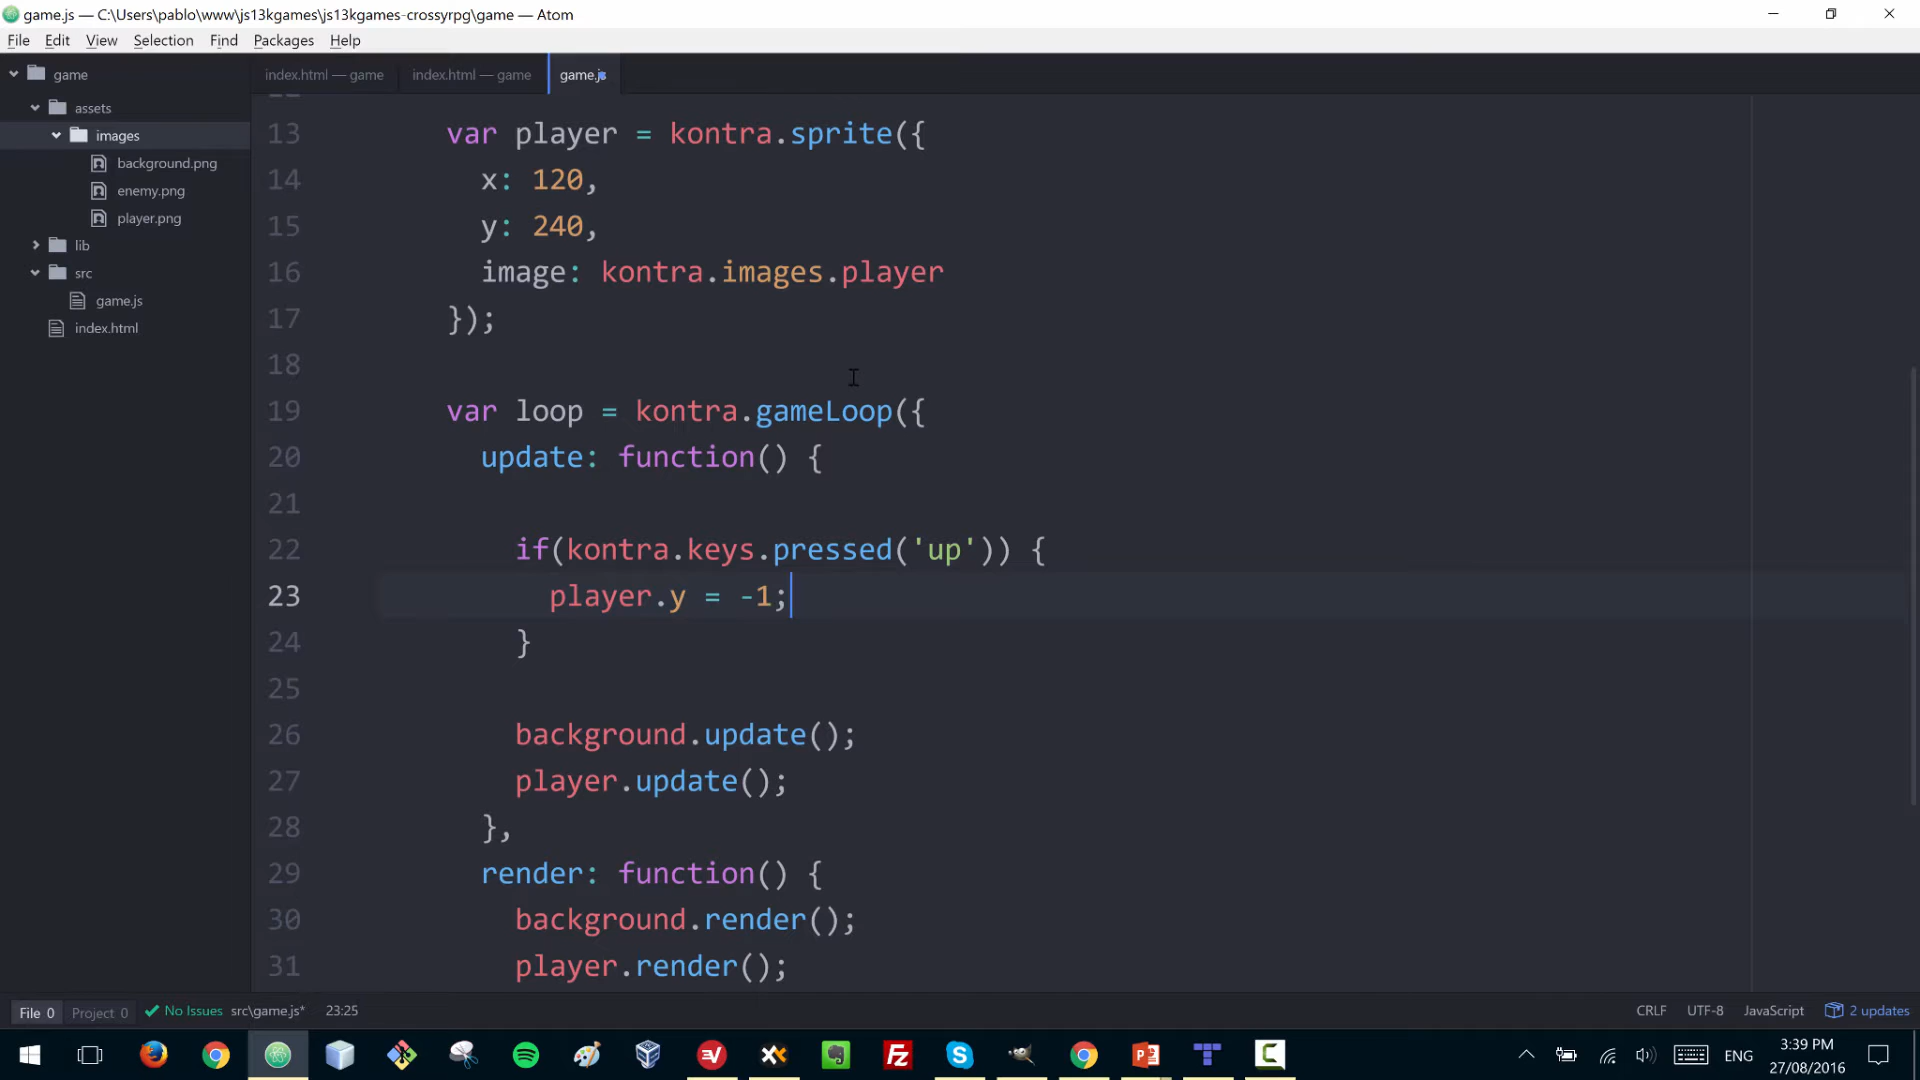 game.js — C:\Users\pablo\www\js13kgames\js13kgames-crossyrpg\game — Atom
File Edit View Selection Find Packages Help
game
assets
images
background.png
enemy.png
player.png
lib
src
game.js
index.html
index.html — game index.html — game game.js
13 var player = kontra.sprite({
14 x: 120,
15 y: 240,
16 image: kontra.images.player
17 });
18
19 var loop = kontra.gameLoop({
20 update: function() {
21
22 if(kontra.keys.pressed('up')) {
23 player.y = -1;
24 }
25
26 background.update();
27 player.update();
28 },
29 render: function() {
30 background.render();
31 player.render();
File 0 Project 0 No Issues src\game.js* 23:25 CRLF UTF-8 JavaScript 2 updates
ENG
3:39 PM
27/08/2016